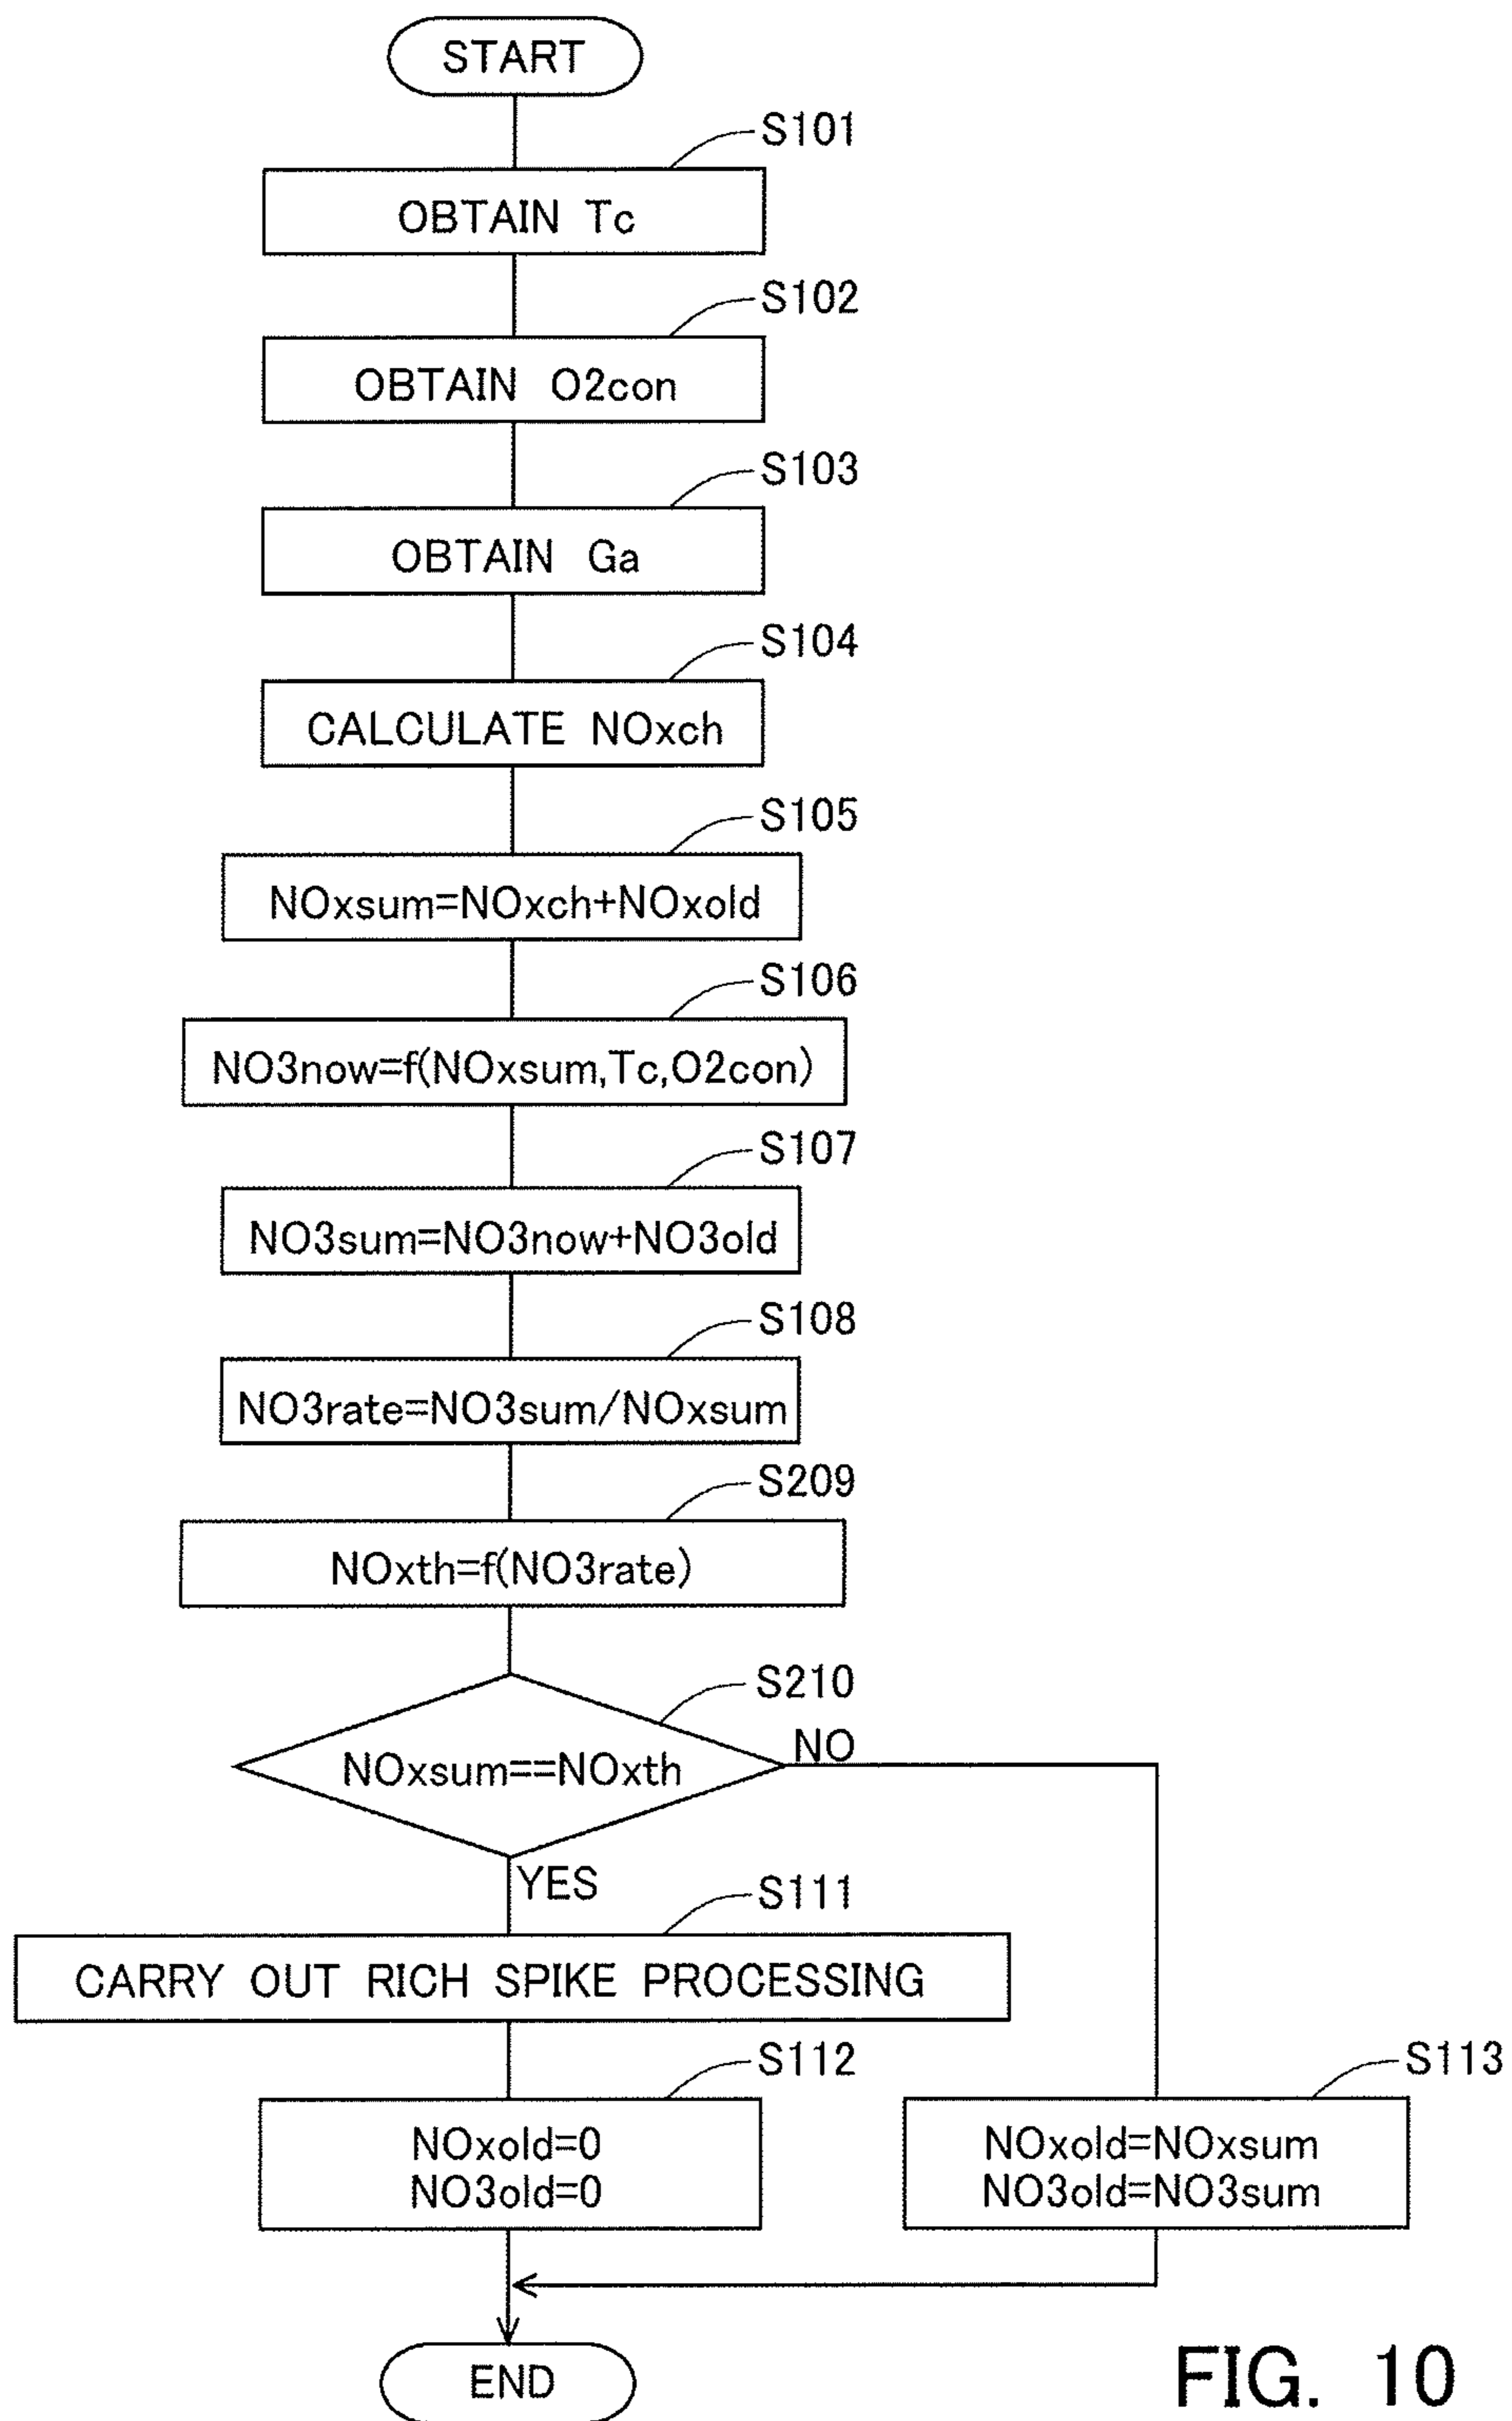 START
S101
OBTAIN Tc
S102
OBTAIN O2con
S103
OBTAIN Ga
S104
CALCULATE NOxch
S105
NOxsum=NOxch+NOxold
S106
NO3now=f(NOxsum,Tc,O2con)
S107
NO3sum=NO3now+NO3old
S108
NO3rate=NO3sum/NOxsum
S209
NOxth=f(NO3rate)
S210
NOxsum==NOxth
NO
YES
S111
CARRY OUT RICH SPIKE PROCESSING
S112
NOxold=0
NO3old=0
S113
NOxold=NOxsum
NO3old=NO3sum
END
FIG. 10